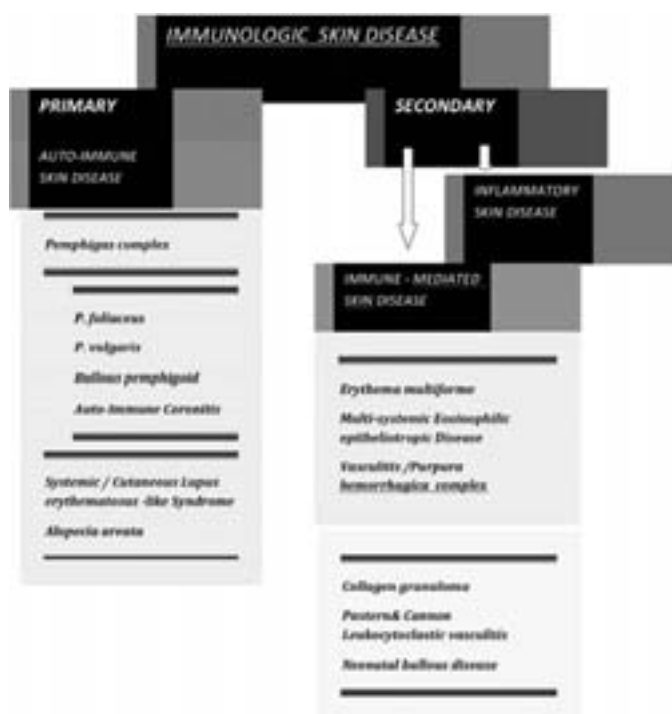 IMMUNOLOGIC SKIN DISEASE
PRIMARY
AUTO-IMMUNE
SKIN DISEASE
Pemphigus complex
P. foliaceus
P. vulgaris
Bullous pemphigoid
Auto-Immune Coronitis
Systemic / Cutaneous Lupus
erythematosus -like Syndrome
Alopecia areata
SECONDARY
INFLAMMATORY
SKIN DISEASE
IMMUNE - MEDIATED
SKIN DISEASE
Erythema multiforme
Multi-systemic Eosinophilic
epitheliotropic Disease
Vasculitis /Purpura
hemorrhagica complex
Collagen granuloma
Pastern& Cannon
Leukocytoclastic vasculitis
Neonatal bullous disease